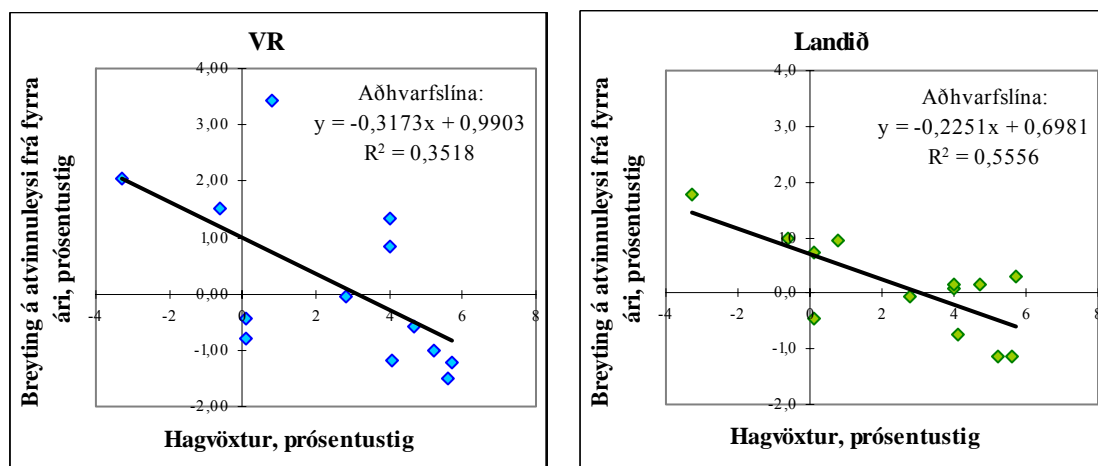 VR
Breyting á atvinnuleysi frá fyrra
ári, prósentustig
4,00
3,00
2,00
1,00
0,00
-1,00
-2,00
-4
-2
0
2
4
6
8
Aðhvarfslína:
y = -0,3173x + 0,9903
R² = 0,3518
Hagvöxtur, prósentustig
Landið
Breyting á atvinnuleysi frá fyrra
ári, prósentustig
4,0
3,0
2,0
1,0
0,0
-1,0
-2,0
-4
-2
0
2
4
6
8
Aðhvarfslína:
y = -0,2251x + 0,6981
R² = 0,5556
Hagvöxtur, prósentustig